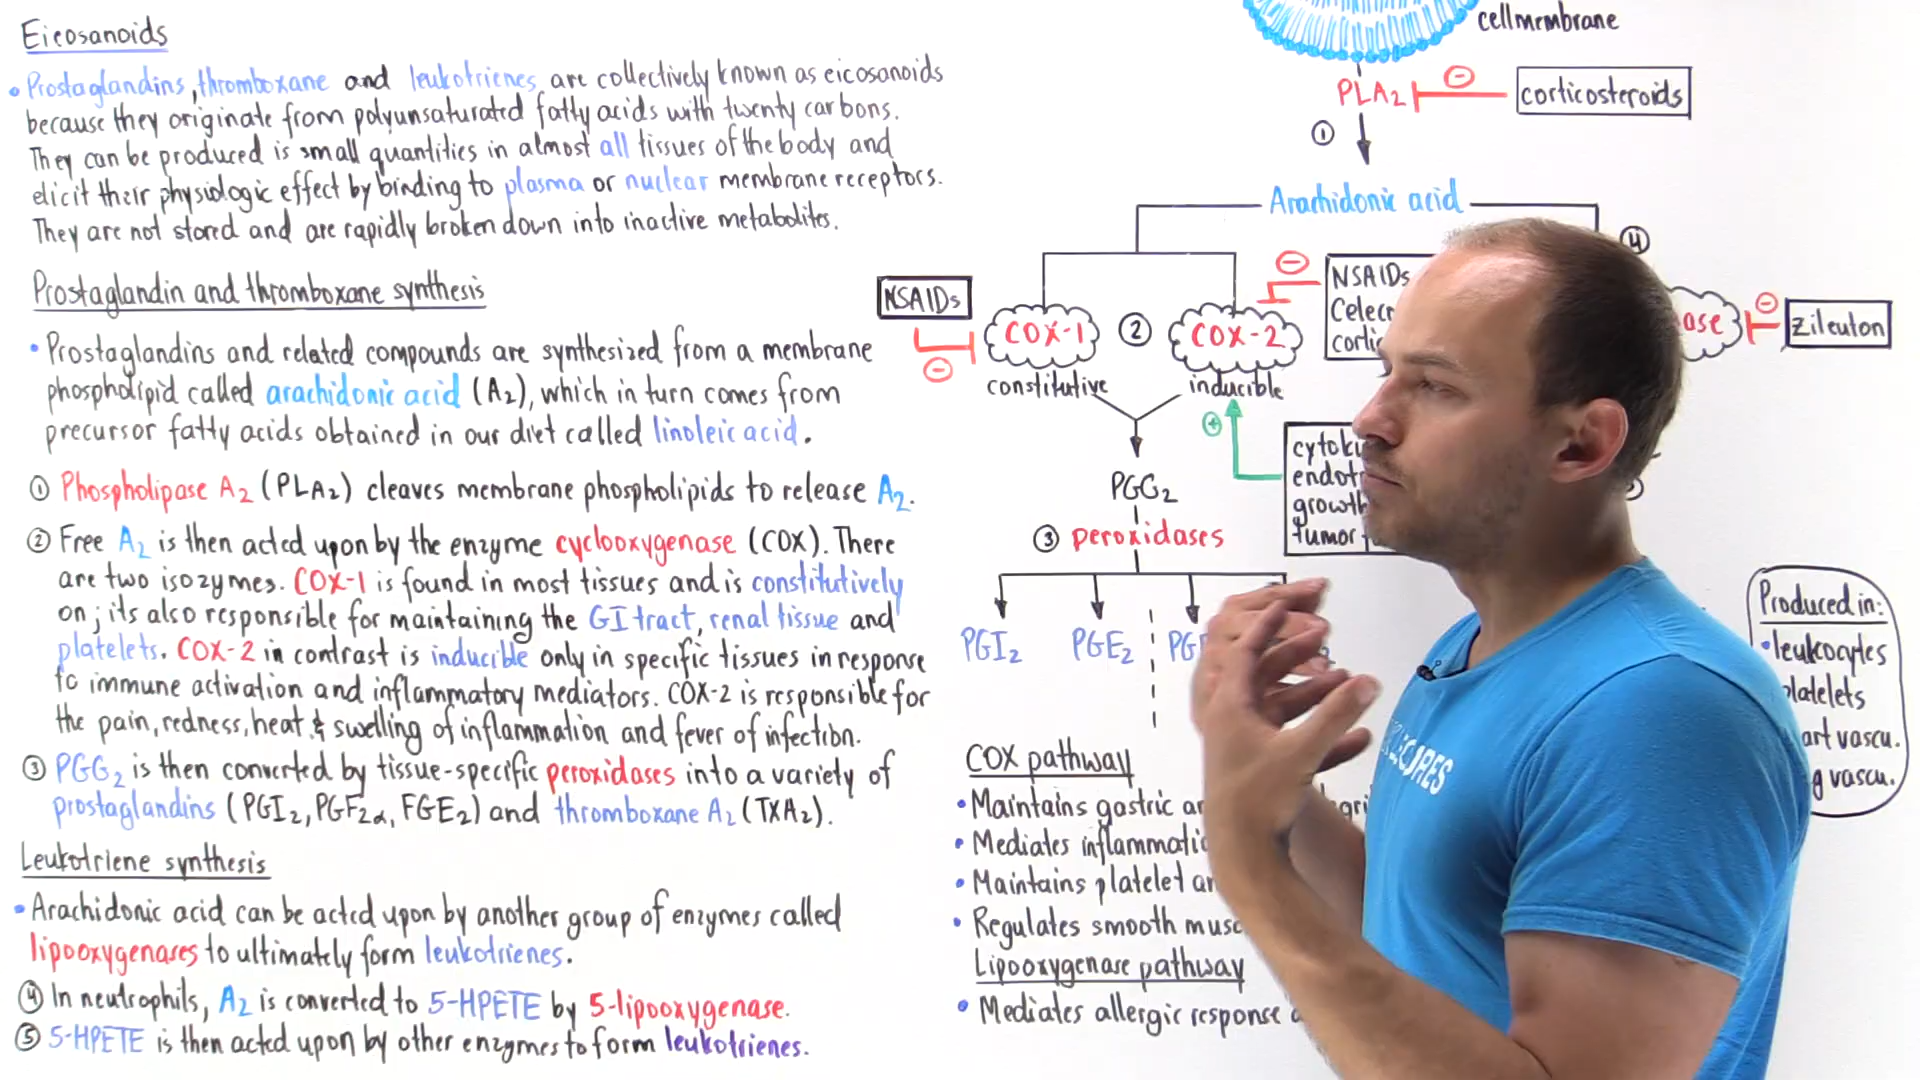 Eicosanoids
• Prostaglandins, thromboxane and leukotrienes are collectively known as eicosanoids
because they originate from polyunsaturated fatty acids with twenty carbons.
They can be produced is small quantities in almost all tissues of the body and
elicit their physiologic effect by binding to plasma or nuclear membrane receptors.
They are not stored and are rapidly broken down into inactive metabolites.
Prostaglandin and thromboxane synthesis
• Prostaglandins and related compounds are synthesized from a membrane
phospholipid called arachidonic acid (A2), which in turn comes from
precursor fatty acids obtained in our diet called linoleic acid.
① Phospholipase A2 (PLA2) cleaves membrane phospholipids to release A2.
② Free A2 is then acted upon by the enzyme cyclooxygenase (COX). There
are two isozymes. COX-1 is found in most tissues and is constitutively
on; its also responsible for maintaining the GI tract, renal tissue and
platelets. COX-2 in contrast is inducible only in specific tissues in response
to immune activation and inflammatory mediators. COX-2 is responsible for
the pain, redness, heat & swelling of inflammation and fever of infection.
③ PGG2 is then converted by tissue-specific peroxidases into a variety of
prostaglandins (PGI2, PGF2α, FGE2) and thromboxane A2 (TXA2).
Leukotriene synthesis
• Arachidonic acid can be acted upon by another group of enzymes called
lipooxygenares to ultimately form leukotrienes.
④ In neutrophils, A2 is converted to 5-HPETE by 5-lipooxygenase.
⑤ 5-HPETE is then acted upon by other enzymes to form leukotrienes.
cell membrane
PLA2
⊖
corticosteroids
①
Arachidonic acid
④
NSAIDs
⊖
COX-1
②
COX-2
⊖
NSAIDs
constitutive
inducible
⊕
ase
⊖
zileuton
PGG2
③ peroxidases
growth
tumor
PGI2
PGE2
Produced in:
• leukocytes
platelets
vascu.
vascu.
COX pathway
• Maintains gastric
• Mediates
• Maintains platelet
• Regulates smooth
Lipooxygenase pathway
• Mediates allergic response